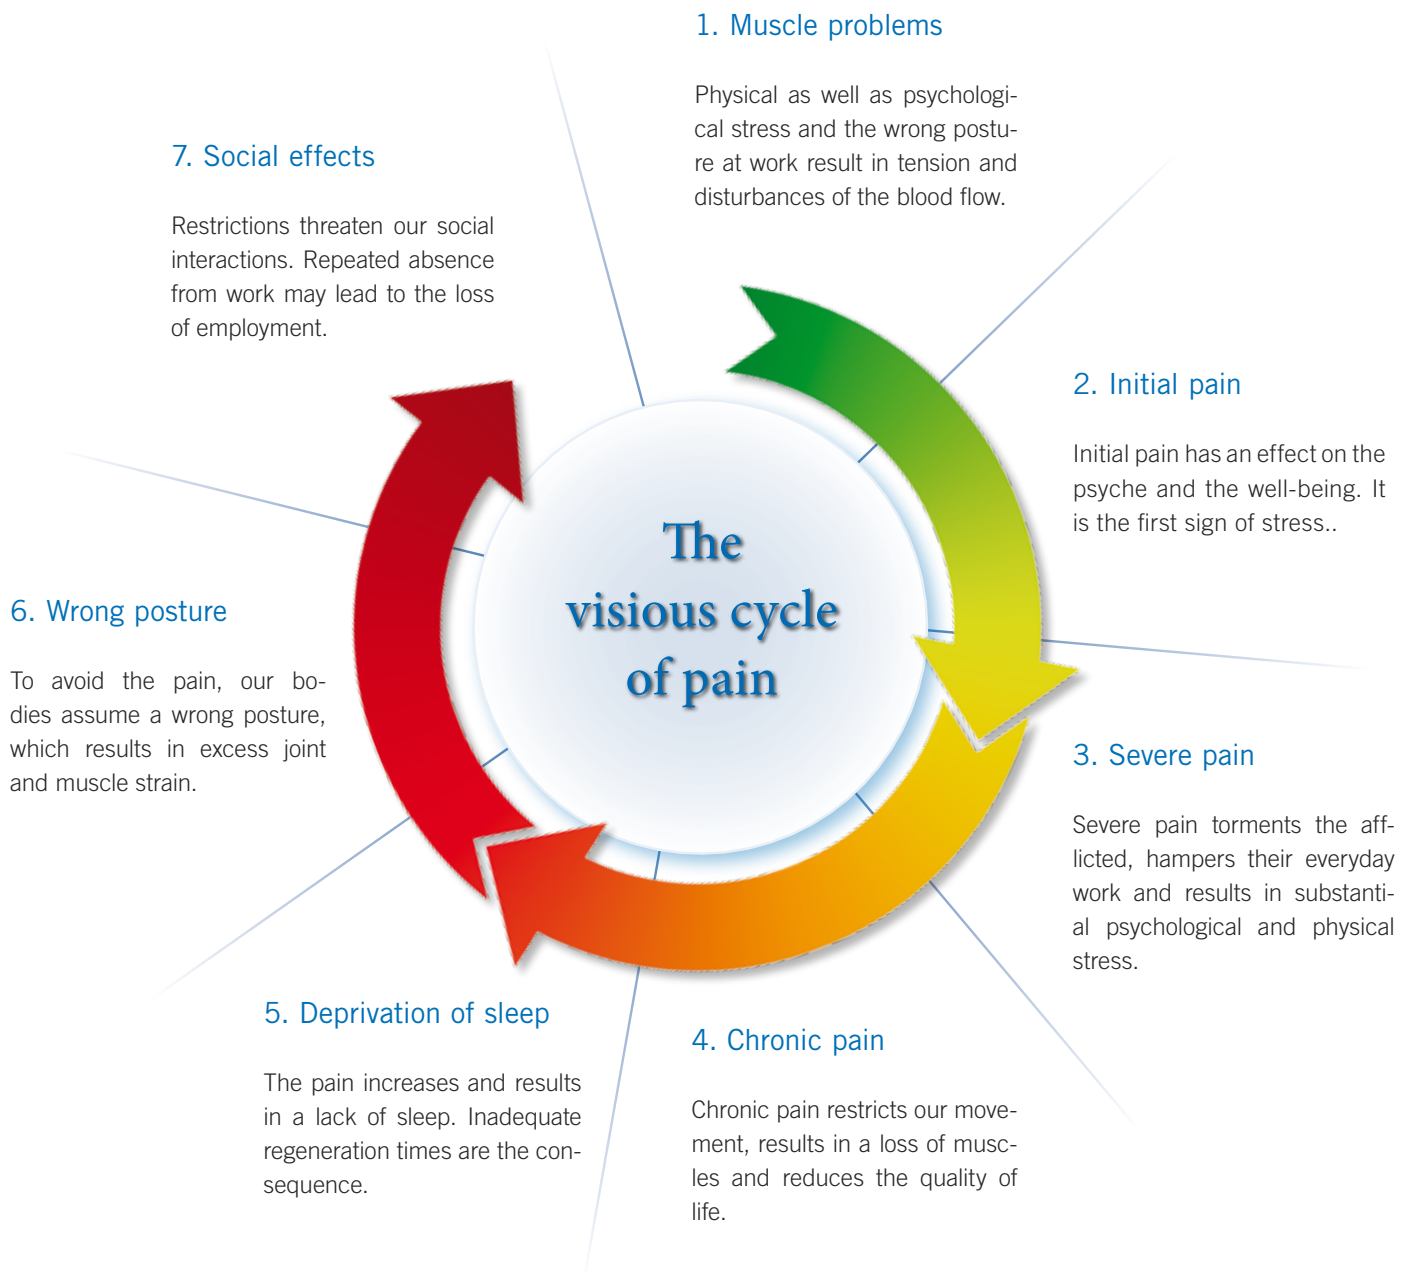 1. Muscle problems
Physical as well as psychologi-
cal stress and the wrong postu-
re at work result in tension and
disturbances of the blood flow.
2. Initial pain
Initial pain has an effect on the
psyche and the well-being. It
is the first sign of stress..
3. Severe pain
Severe pain torments the aff-
licted, hampers their everyday
work and results in substanti-
al psychological and physical
stress.
4. Chronic pain
Chronic pain restricts our move-
ment, results in a loss of musc-
les and reduces the quality of
life.
5. Deprivation of sleep
The pain increases and results
in a lack of sleep. Inadequate
regeneration times are the con-
sequence.
6. Wrong posture
To avoid the pain, our bo-
dies assume a wrong posture,
which results in excess joint
and muscle strain.
7. Social effects
Restrictions threaten our social
interactions. Repeated absence
from work may lead to the loss
of employment.
The
visious cycle
of pain